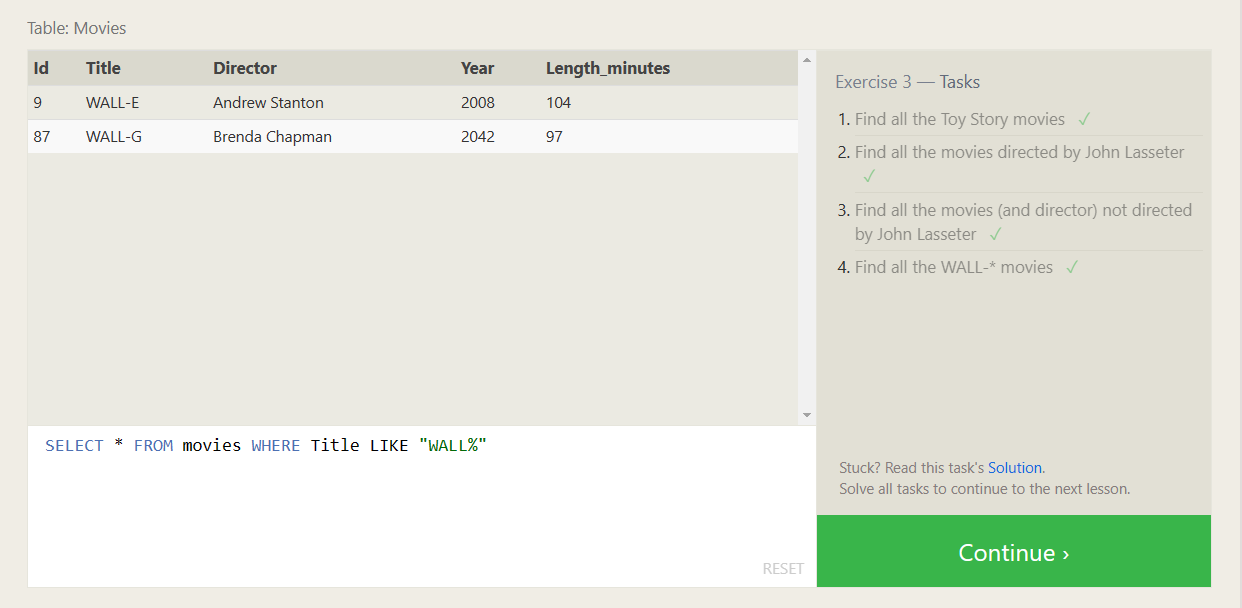 Table: Movies
Id Title Director Year Length_minutes
9 WALL-E Andrew Stanton 2008 104
87 WALL-G Brenda Chapman 2042 97
SELECT * FROM movies WHERE Title LIKE "WALL%"
RESET
Exercise 3 — Tasks
1. Find all the Toy Story movies ✓
2. Find all the movies directed by John Lasseter
✓
3. Find all the movies (and director) not directed
by John Lasseter ✓
4. Find all the WALL-* movies ✓
Stuck? Read this task's Solution.
Solve all tasks to continue to the next lesson.
Continue ›